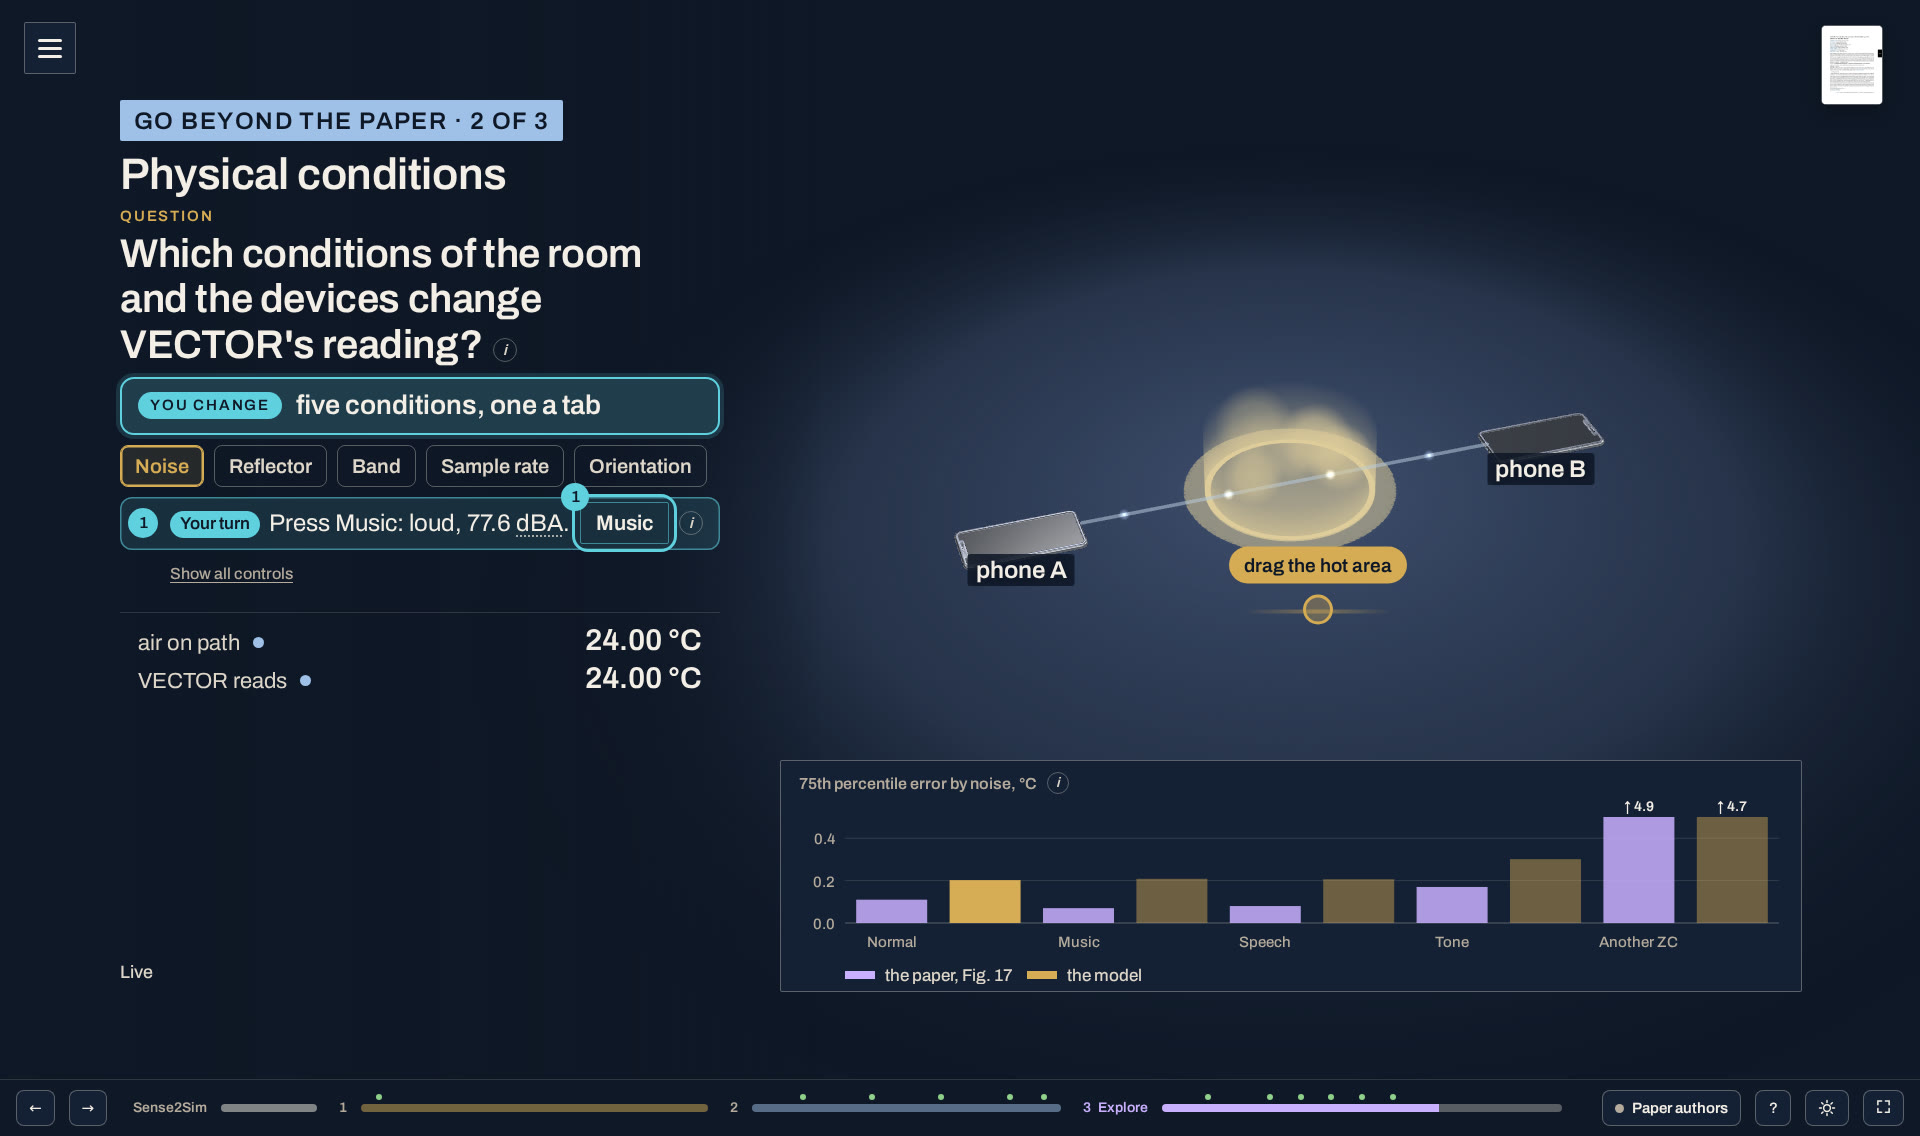 GO BEYOND THE PAPER · 2 OF 3
Physical conditions
QUESTION
Which conditions of the room
and the devices change
VECTOR's reading? i
YOU CHANGE five conditions, one a tab
Noise Reflector Band Sample rate Orientation
1
1 Your turn Press Music: loud, 77.6 dBA. Music i
Show all controls
air on path 24.00 °C
VECTOR reads 24.00 °C
Live
phone B
phone A
drag the hot area
75th percentile error by noise, °C i
↑ 4.9 ↑ 4.7
0.4
0.2
0.0
Normal Music Speech Tone Another ZC
the paper, Fig. 17 the model
← → Sense2Sim 1 2 3 Explore Paper authors ?